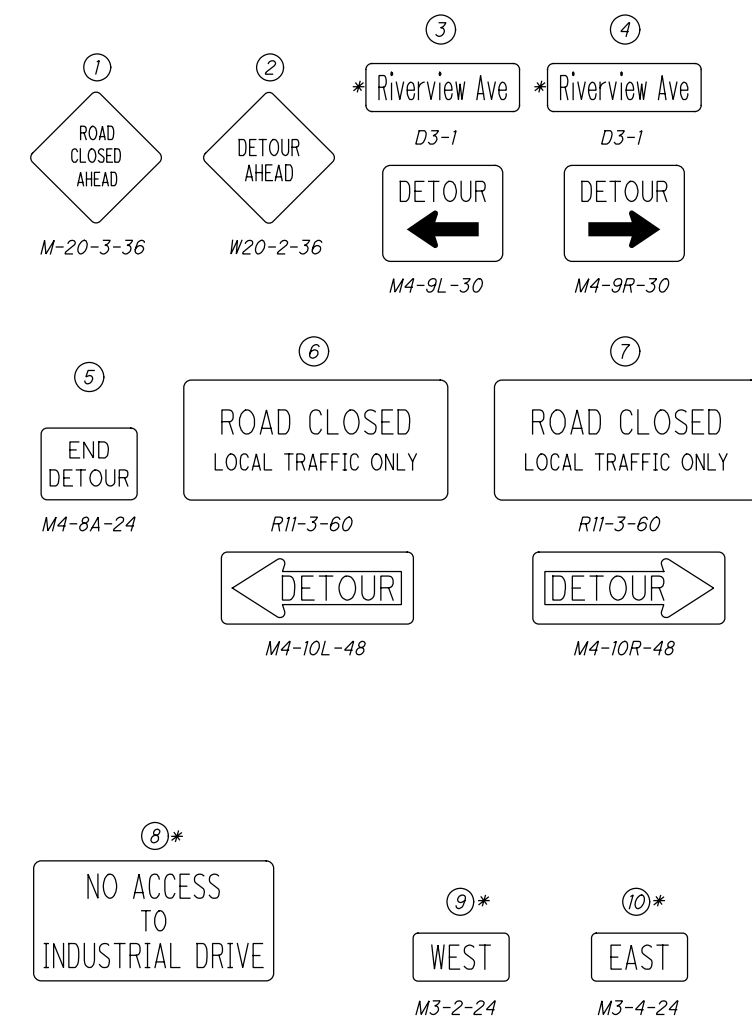 1
ROAD
CLOSED
AHEAD
M-20-3-36
2
DETOUR
AHEAD
W20-2-36
3
* Riverview Ave
D3-1
DETOUR
M4-9L-30
4
* Riverview Ave
D3-1
DETOUR
M4-9R-30
5
END
DETOUR
M4-8A-24
6
ROAD CLOSED
LOCAL TRAFFIC ONLY
R11-3-60
DETOUR
M4-10L-48
7
ROAD CLOSED
LOCAL TRAFFIC ONLY
R11-3-60
DETOUR
M4-10R-48
8*
NO ACCESS
TO
INDUSTRIAL DRIVE
9*
WEST
M3-2-24
10*
EAST
M3-4-24